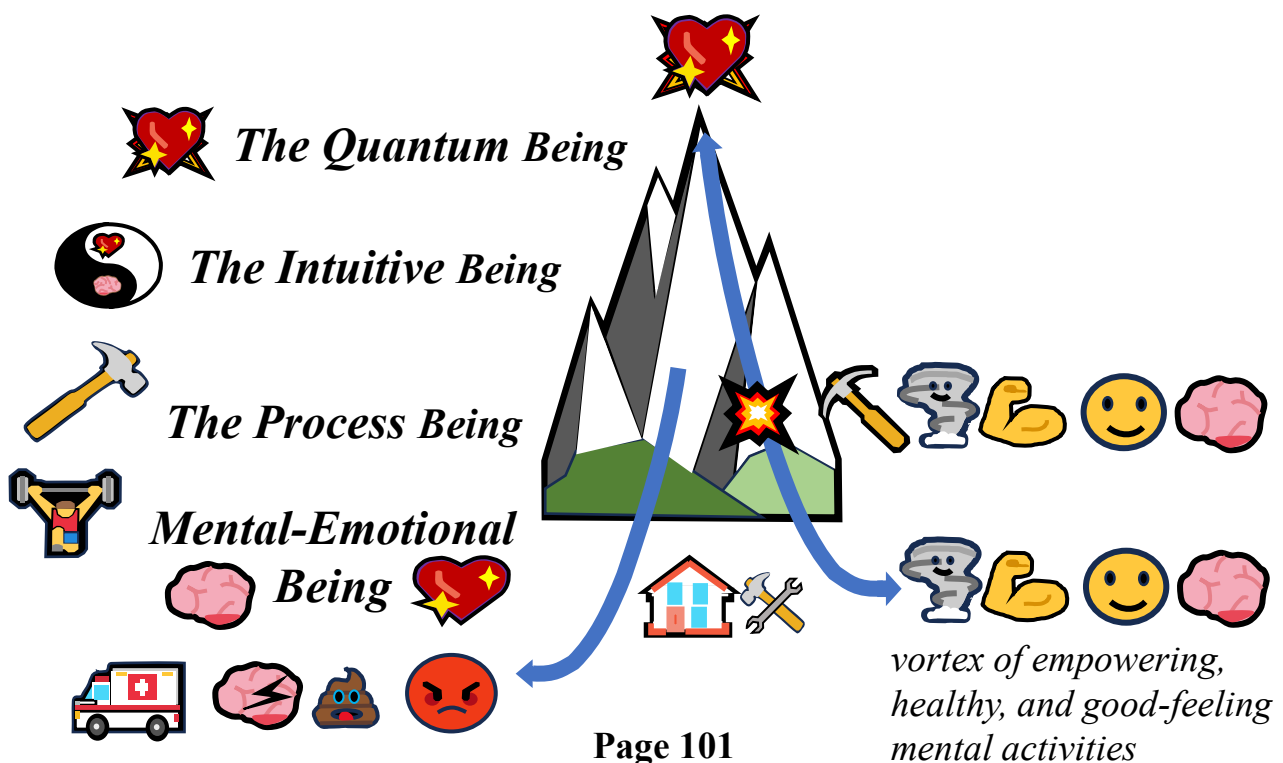 The Quantum Being
The Intuitive Being
The Process Being
Mental-Emotional
Being
vortex of empowering,
healthy, and good-feeling
mental activities
Page 101